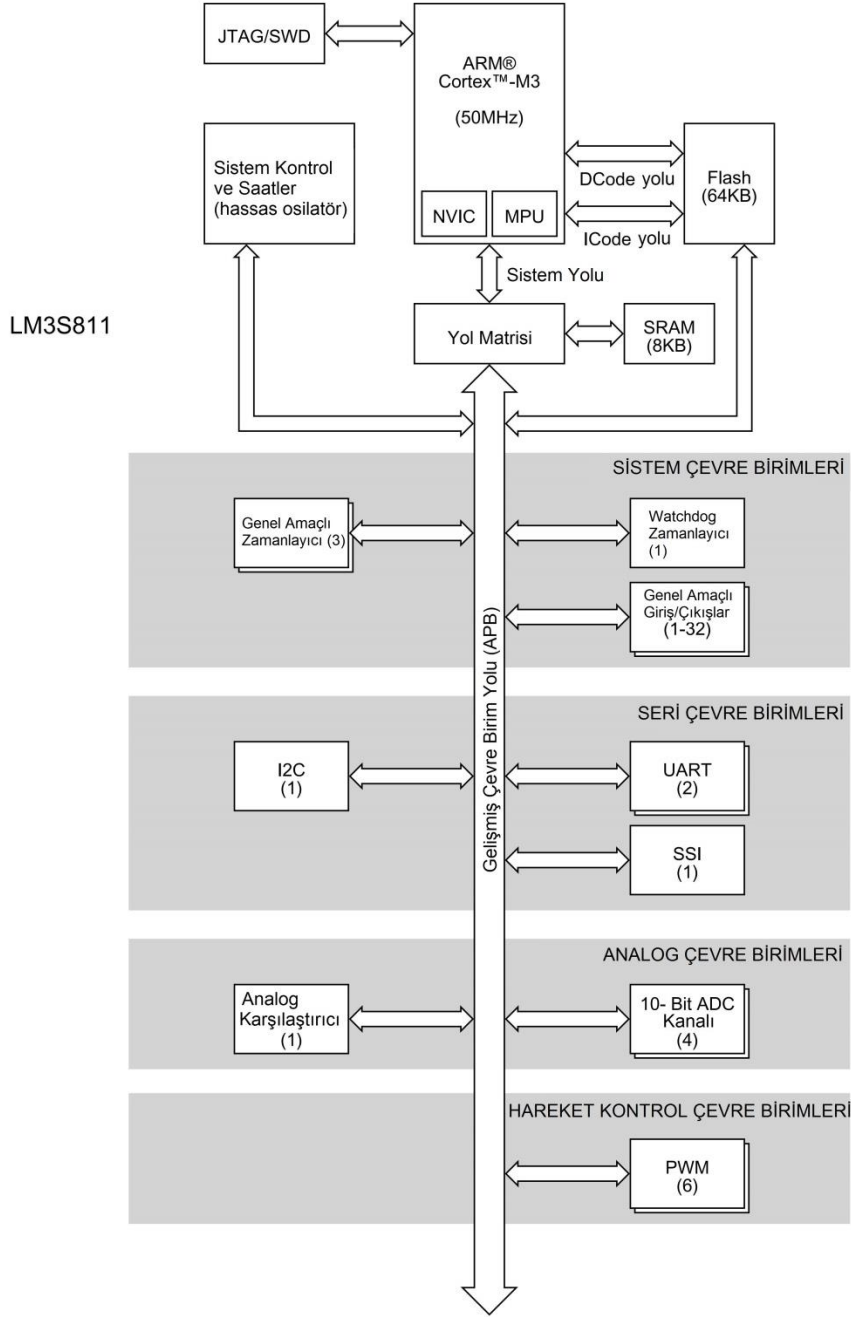 JTAG/SWD
ARM®
Cortex™-M3
(50MHz)
NVIC
MPU
Sistem Kontrol
ve Saatler
(hassas osilatör)
DCode yolu
ICode yolu
Flash
(64KB)
Sistem Yolu
LM3S811
Yol Matrisi
SRAM
(8KB)
Gelişmiş Çevre Birim Yolu (APB)
SİSTEM ÇEVRE BİRİMLERİ
Genel Amaçlı
Zamanlayıcı (3)
Watchdog
Zamanlayıcı
(1)
Genel Amaçlı
Giriş/Çıkışlar
(1-32)
SERİ ÇEVRE BİRİMLERİ
I2C
(1)
UART
(2)
SSI
(1)
ANALOG ÇEVRE BİRİMLERİ
Analog
Karşılaştırıcı
(1)
10- Bit ADC
Kanalı
(4)
HAREKET KONTROL ÇEVRE BİRİMLERİ
PWM
(6)